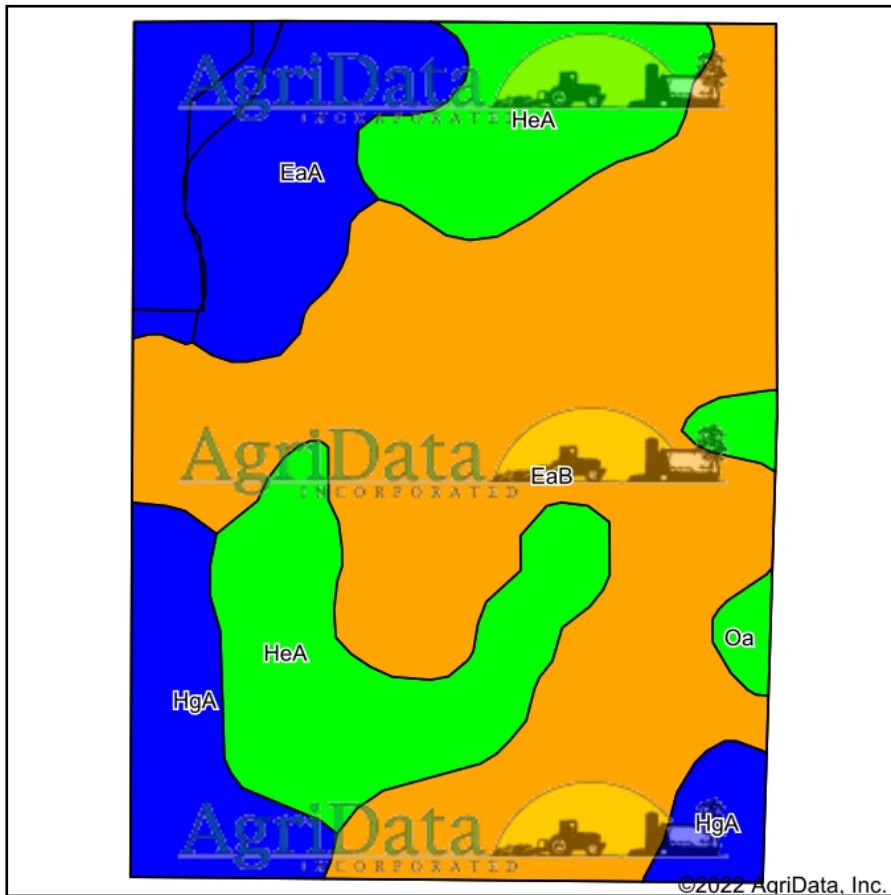 AgriData
INCORPORATED
HeA
EaA
AgriData
INCORPORATED
EaB
Oa
HeA
HgA
AgriData
INCORPORATED
HgA
©2022 AgriData, Inc.